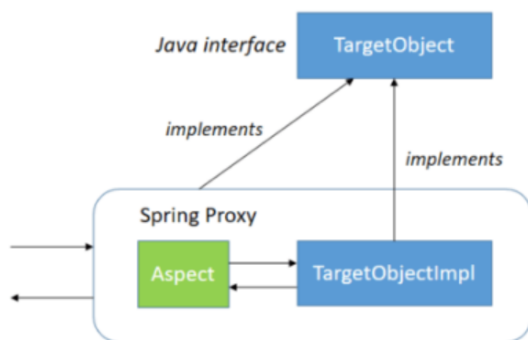 Java interface
TargetObject
implements
implements
Spring Proxy
Aspect
TargetObjectImpl